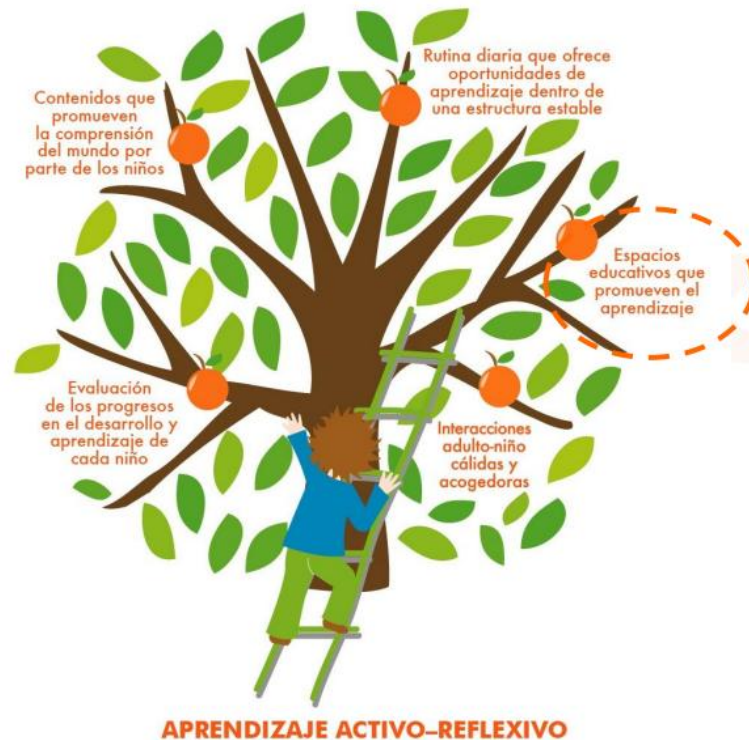 Contenidos que
promueven
la comprensión
del mundo por
parte de los niños
Rutina diaria que ofrece
oportunidades de
aprendizaje dentro de
una estructura estable
Espacios
educativos que
promueven el
aprendizaje
Evaluación
de los progresos
en el desarrollo y
aprendizaje de
cada niño
Interacciones
adulto-niño
cálidas y
acogedoras
APRENDIZAJE ACTIVO–REFLEXIVO